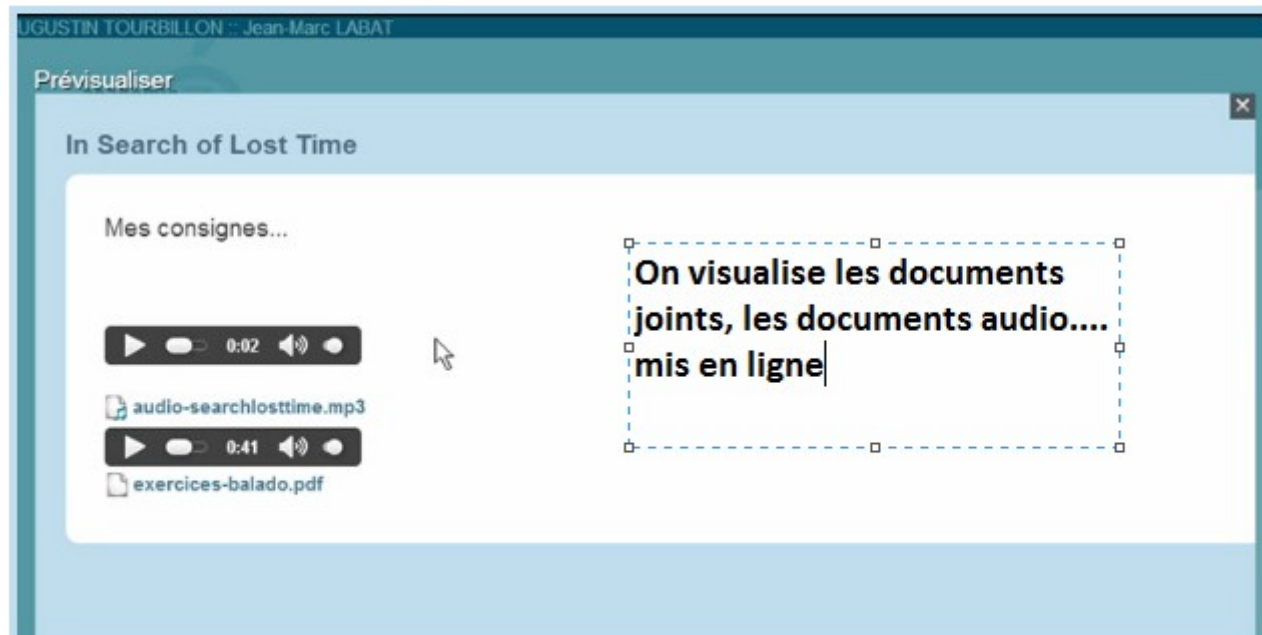 UGUSTIN TOURBILLON :: Jean-Marc LABAT
Prévisualiser
In Search of Lost Time
Mes consignes...
On visualise les documents
joints, les documents audio....
mis en ligne
0:02
audio-searchlosttime.mp3
0:41
exercices-balado.pdf